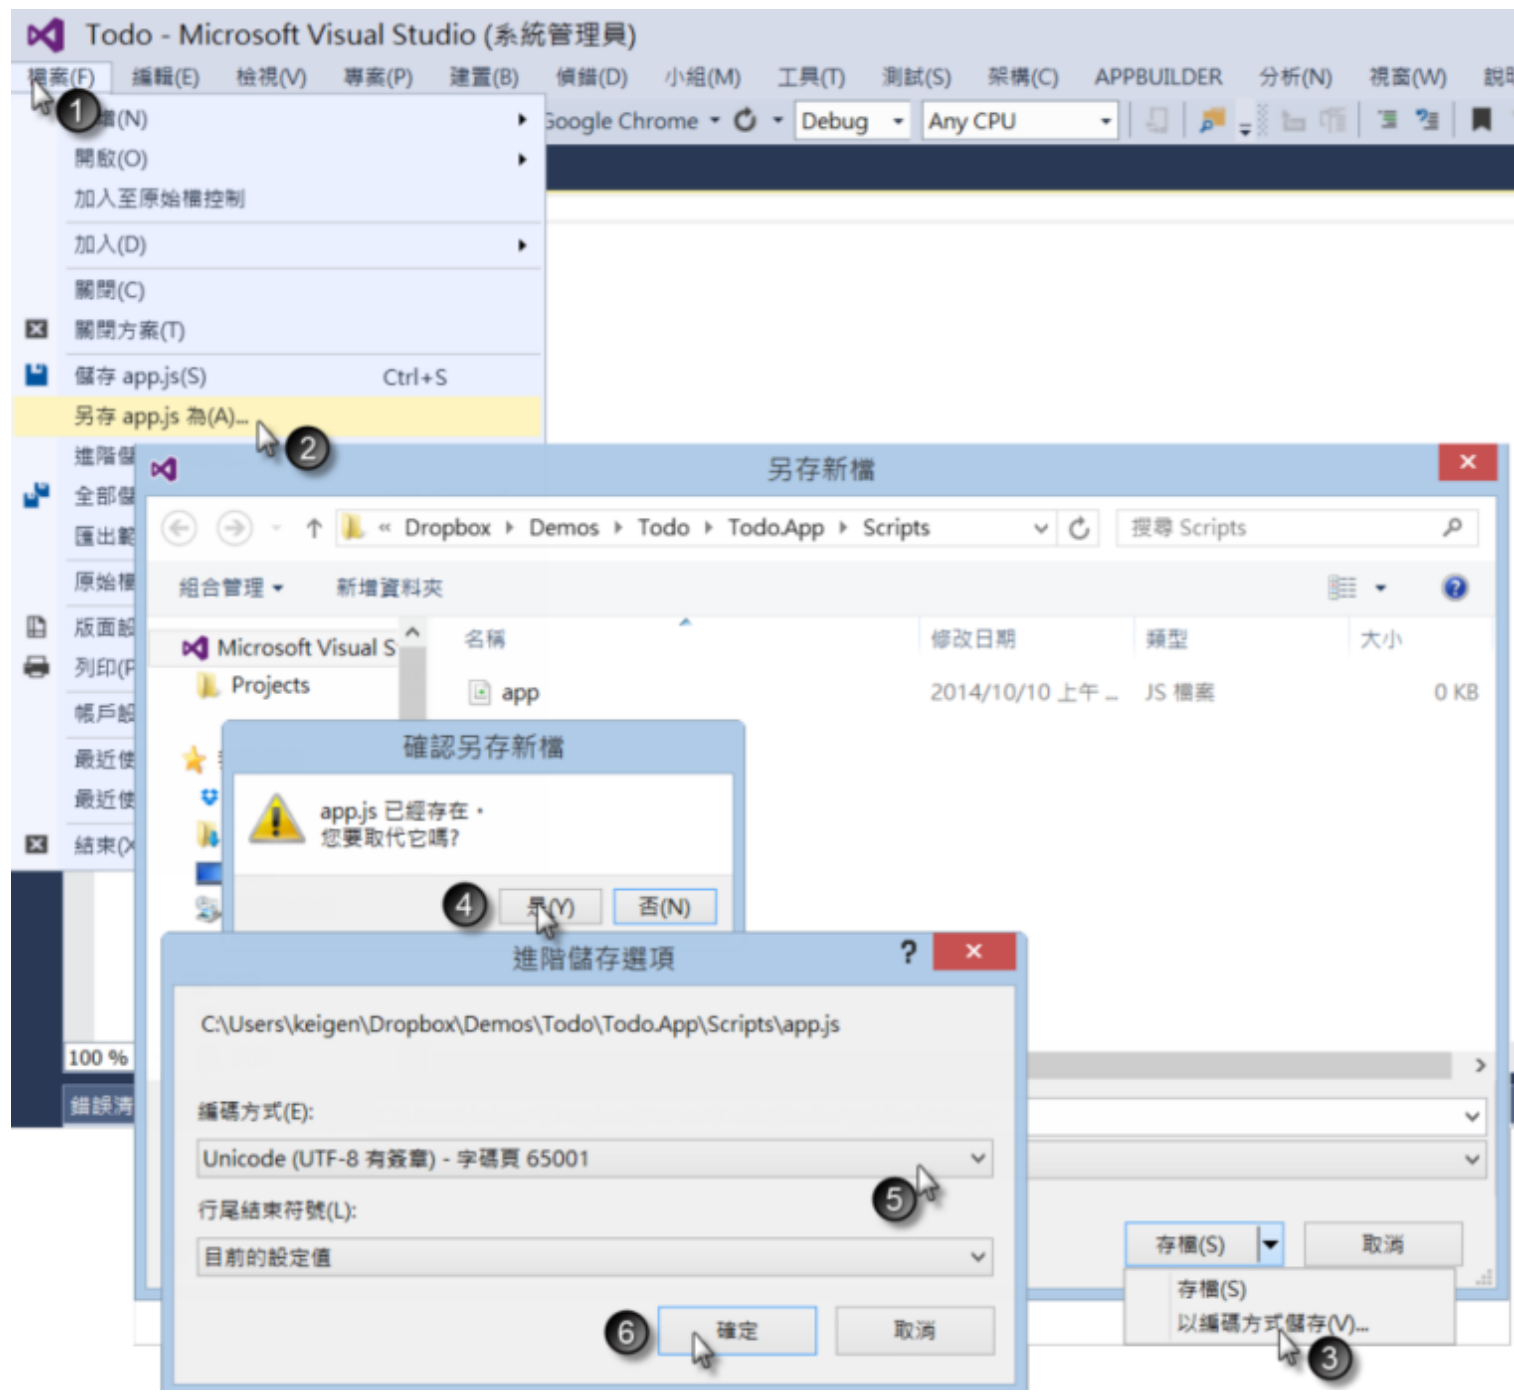 Todo - Microsoft Visual Studio (系統管理員)
檔案(F) 編輯(E) 檢視(V) 專案(P) 建置(B) 偵錯(D) 小組(M) 工具(T) 測試(S) 架構(C) APPBUILDER 分析(N) 視窗(W) 說明
1
增(N)
Google Chrome Debug Any CPU
開啟(O)
加入至原始檔控制
加入(D)
關閉(C)
關閉方案(T)
儲存 app.js(S) Ctrl+S
另存 app.js 為(A)...
2
進階儲
全部儲
匯出範
原始檔
版面設
列印(P
帳戶設
最近使
最近使
結束(X
100 %
錯誤清
另存新檔
« Dropbox Demos Todo Todo.App Scripts
搜尋 Scripts
組合管理 新增資料夾
Microsoft Visual S
Projects
名稱 修改日期 類型 大小
app 2014/10/10 上午 ... JS 檔案 0 KB
確認另存新檔
app.js 已經存在。
您要取代它嗎?
4
是(Y) 否(N)
進階儲存選項
?
C:\Users\keigen\Dropbox\Demos\Todo\Todo.App\Scripts\app.js
編碼方式(E):
Unicode (UTF-8 有簽章) - 字碼頁 65001
5
行尾結束符號(L):
目前的設定值
6
確定 取消
存檔(S) 取消
存檔(S)
以編碼方式儲存(V)...
3